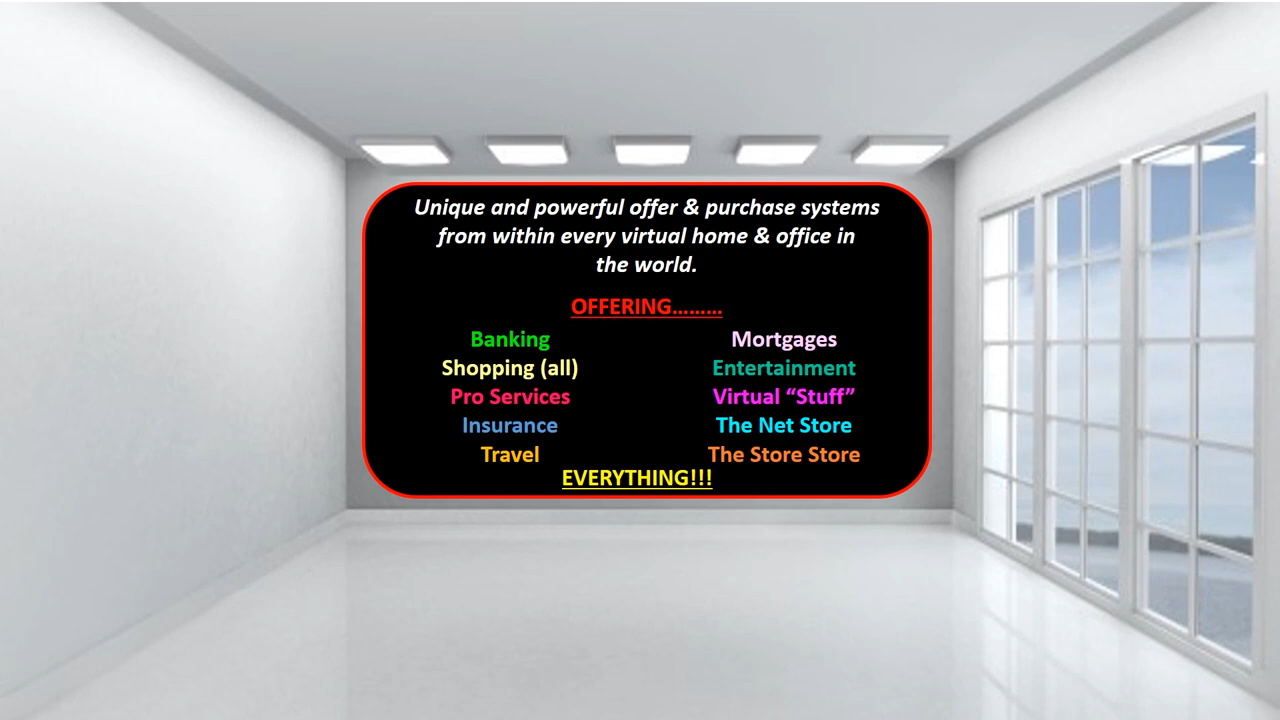 Unique and powerful offer & purchase systems
from within every virtual home & office in
the world.
OFFERING.........
Banking
Shopping (all)
Pro Services
Insurance
Travel
Mortgages
Entertainment
Virtual “Stuff”
The Net Store
The Store Store
EVERYTHING!!!